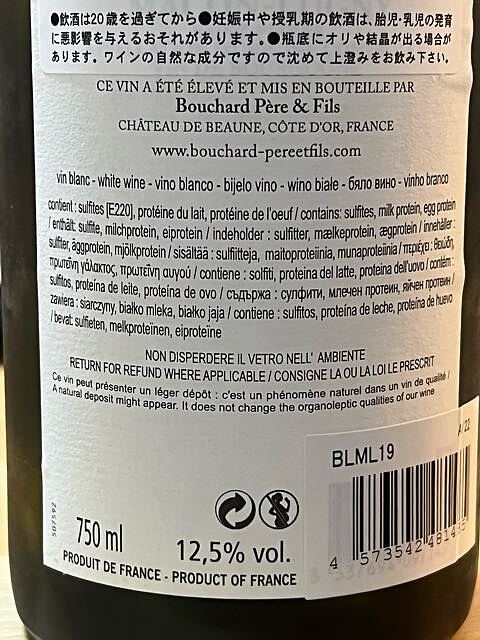 ●飲酒は20歳を過ぎてから●妊娠中や授乳期の飲酒は、胎児・乳児の発育
に悪影響を与えるおそれがあります。●瓶底にオリや結晶が出る場合が
あります。ワインの自然な成分ですので沈めて上澄みをお飲み下さい。
CE VIN A ÉTÉ ÉLEVÉ ET MIS EN BOUTEILLE PAR
Bouchard Père & Fils
CHÂTEAU DE BEAUNE, CÔTE D'OR, FRANCE
www.bouchard-pereetfils.com
vin blanc - white wine - vino blanco - bijelo vino - wino białe - бяло вино - vinho branco
content : sulfites [E220], protéine du lait, protéine de l'oeuf / contains: sulfites, milk protein, egg protein
/ enthält: sulfite, milchprotein, eiprotein / indeholder : sulfitter, mælkeprotein, ægprotein / innehåller :
sulfiter, äggprotein, mjölkprotein / sisältää : sulfiitteja, maitoproteiinia, munaproteiinia / περιέχει : θειώδη,
πρωτεΐνη γάλακτος, πρωτεΐνη αυγού / contiene : solfiti, proteina del latte, proteina dell'uovo / contém :
sulfitos, proteína de leite, proteína de ovo / съдържа : сулфити, млечен протеин, яйчен протеин /
zawiera : siarczyny, białko mleka, białko jaja / contiene : sulfitos, proteína de leche, proteína de huevo
/ bevat: sulfieten, melkproteïnen, eiproteïne
NON DISPERDERE IL VETRO NELL' AMBIENTE
RETURN FOR REFUND WHERE APPLICABLE / CONSIGNE LA OU LA LOI LE PRESCRIT
Ce vin peut présenter un léger dépôt : c'est un phénomène naturel dans un vin de qualité /
A natural deposit might appear. It does not change the organoleptic qualities of our wine
/ 22
BLML19
507592
750 ml
12,5% vol.
4 573542 4814
PRODUIT DE FRANCE - PRODUCT OF FRANCE